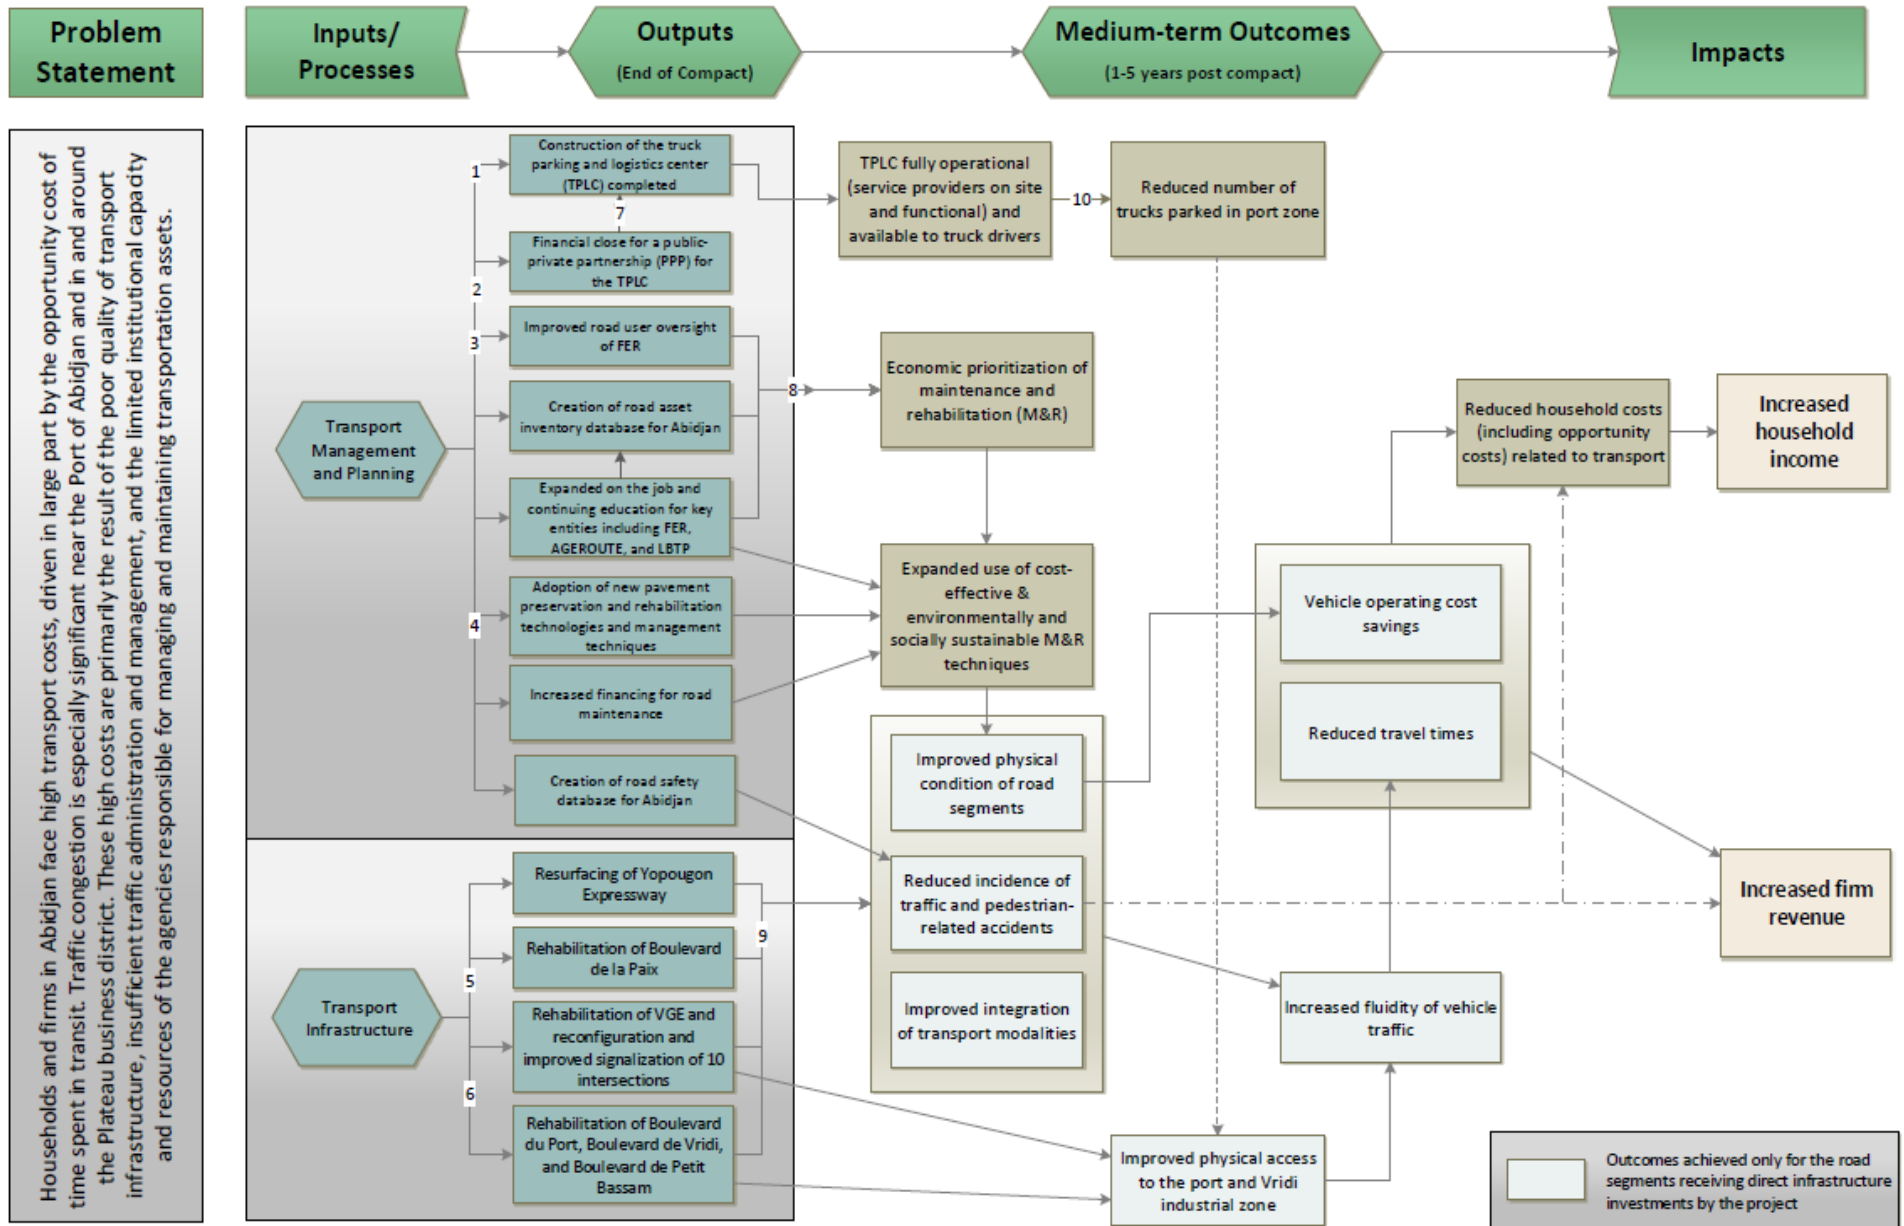 Problem
Statement
Inputs/
Processes
Outputs
(End of Compact)
Medium-term Outcomes
(1-5 years post compact)
Impacts
Households and firms in Abidjan face high transport costs, driven in large part by the opportunity cost of
time spent in transit. Traffic congestion is especially significant near the Port of Abidjan and in and around
the Plateau business district. These high costs are primarily the result of the poor quality of transport
infrastructure, insufficient traffic administration and management, and the limited institutional capacity
and resources of the agencies responsible for managing and maintaining transportation assets.
Transport
Management
and Planning
1
2
3
4
Construction of the truck
parking and logistics center
(TPLC) completed
7
Financial close for a public-
private partnership (PPP) for
the TPLC
Improved road user oversight
of FER
Creation of road asset
inventory database for Abidjan
Expanded on the job and
continuing education for key
entities including FER,
AGEROUTE, and LBTP
Adoption of new pavement
preservation and rehabilitation
technologies and management
techniques
Increased financing for road
maintenance
Creation of road safety
database for Abidjan
8
Transport
Infrastructure
5
6
Resurfacing of Yopougon
Expressway
Rehabilitation of Boulevard
de la Paix
Rehabilitation of VGE and
reconfiguration and
improved signalization of 10
intersections
Rehabilitation of Boulevard
du Port, Boulevard de Vridi,
and Boulevard de Petit
Bassam
9
TPLC fully operational
(service providers on site
and functional) and
available to truck drivers
10
Reduced number of
trucks parked in port zone
Economic prioritization of
maintenance and
rehabilitation (M&R)
Expanded use of cost-
effective &
environmentally and
socially sustainable M&R
techniques
Improved physical
condition of road
segments
Reduced incidence of
traffic and pedestrian-
related accidents
Improved integration
of transport modalities
Improved physical access
to the port and Vridi
industrial zone
Increased fluidity of vehicle
traffic
Vehicle operating cost
savings
Reduced travel times
Reduced household costs
(including opportunity
costs) related to transport
Increased
household
income
Increased firm
revenue
Outcomes achieved only for the road
segments receiving direct infrastructure
investments by the project